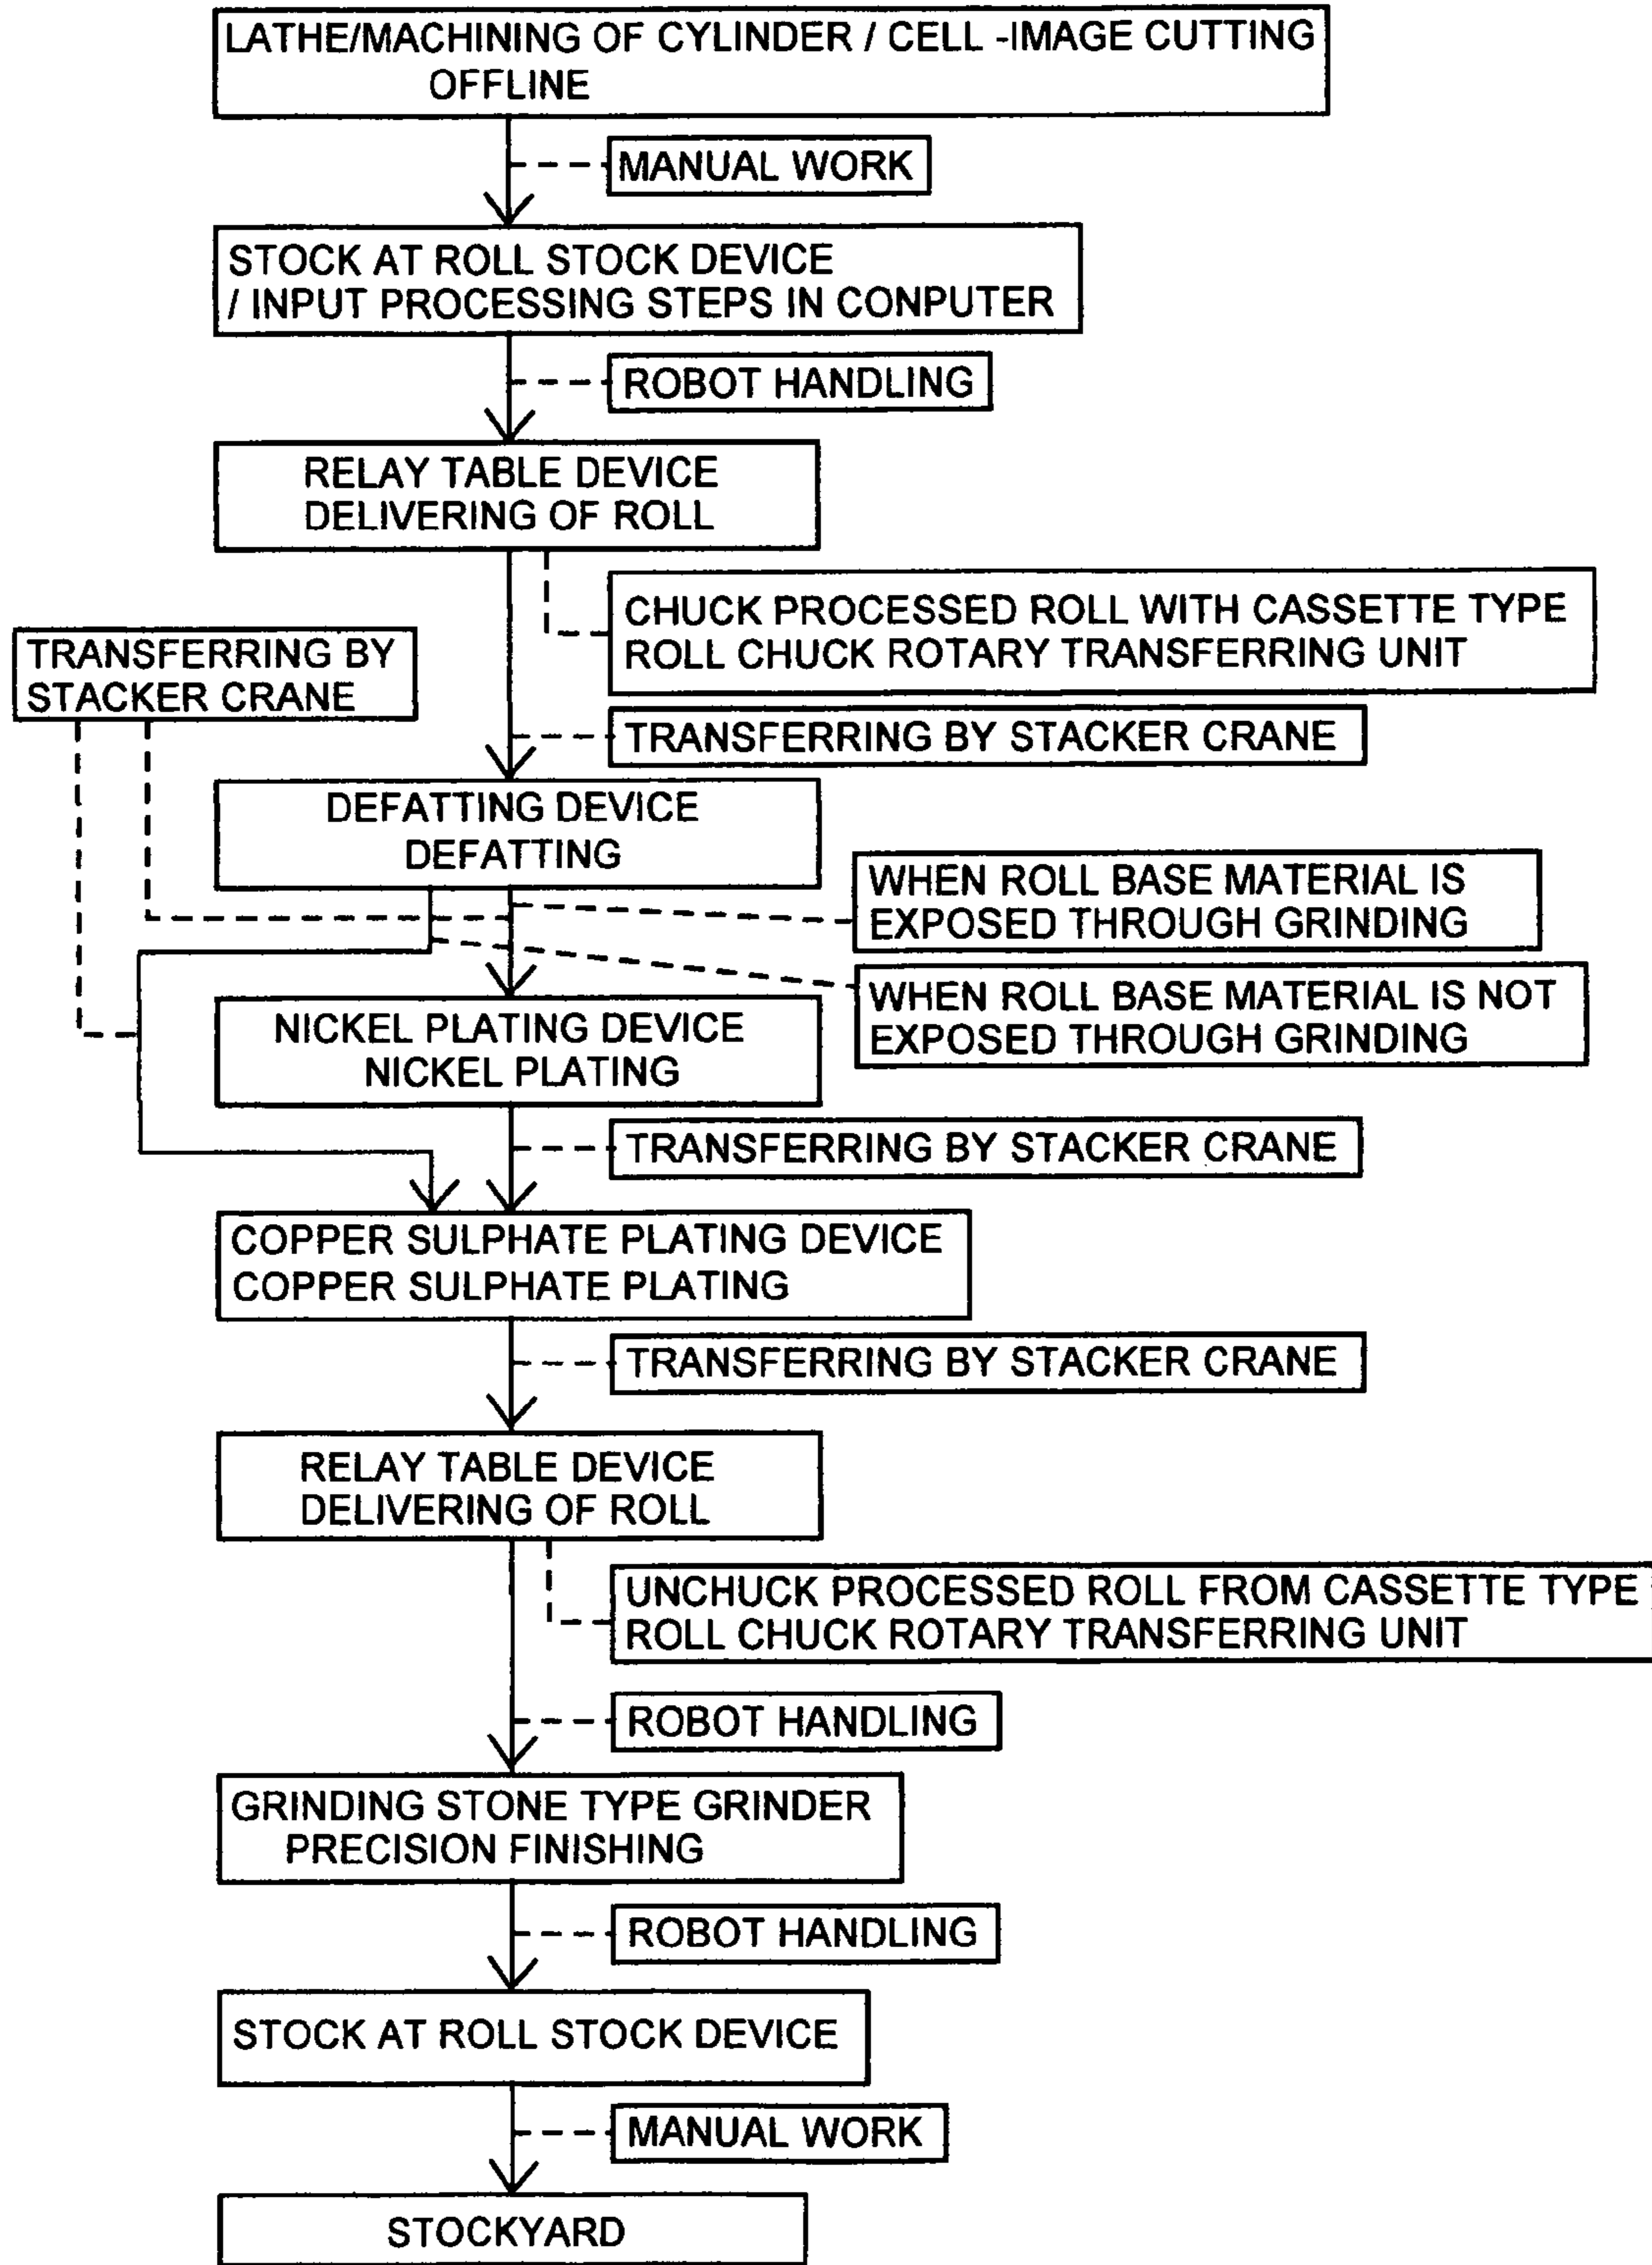 LATHE/MACHINING OF CYLINDER / CELL -IMAGE CUTTING
OFFLINE
MANUAL WORK
STOCK AT ROLL STOCK DEVICE
/ INPUT PROCESSING STEPS IN CONPUTER
ROBOT HANDLING
RELAY TABLE DEVICE
DELIVERING OF ROLL
CHUCK PROCESSED ROLL WITH CASSETTE TYPE
ROLL CHUCK ROTARY TRANSFERRING UNIT
TRANSFERRING BY
STACKER CRANE
TRANSFERRING BY STACKER CRANE
DEFATTING DEVICE
DEFATTING
WHEN ROLL BASE MATERIAL IS
EXPOSED THROUGH GRINDING
WHEN ROLL BASE MATERIAL IS NOT
EXPOSED THROUGH GRINDING
NICKEL PLATING DEVICE
NICKEL PLATING
TRANSFERRING BY STACKER CRANE
COPPER SULPHATE PLATING DEVICE
COPPER SULPHATE PLATING
TRANSFERRING BY STACKER CRANE
RELAY TABLE DEVICE
DELIVERING OF ROLL
UNCHUCK PROCESSED ROLL FROM CASSETTE TYPE
ROLL CHUCK ROTARY TRANSFERRING UNIT
ROBOT HANDLING
GRINDING STONE TYPE GRINDER
PRECISION FINISHING
ROBOT HANDLING
STOCK AT ROLL STOCK DEVICE
MANUAL WORK
STOCKYARD